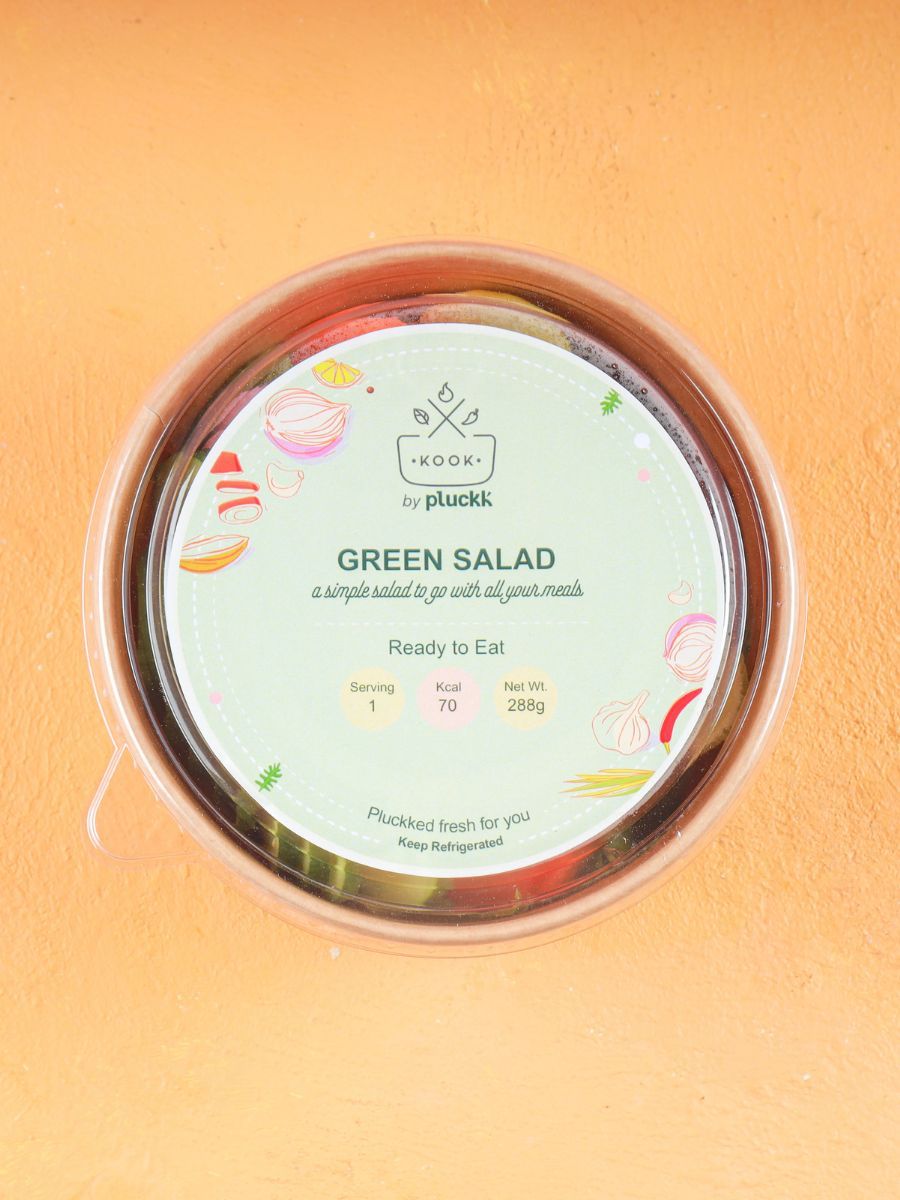 •KOOK•
by pluckk
GREEN SALAD
a simple salad to go with all your meals
Ready to Eat
Serving
1
Kcal
70
Net Wt.
288g
Pluckked fresh for you
Keep Refrigerated